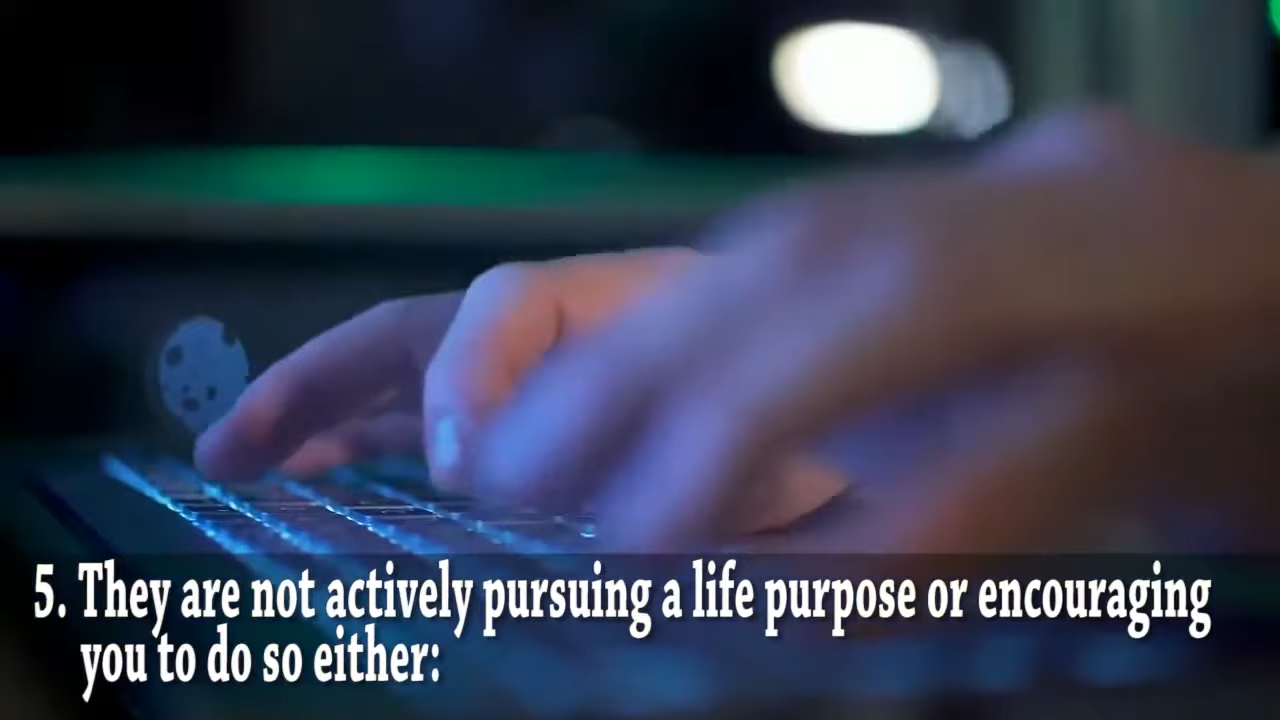 5. They are not actively pursuing a life purpose or encouraging
you to do so either: